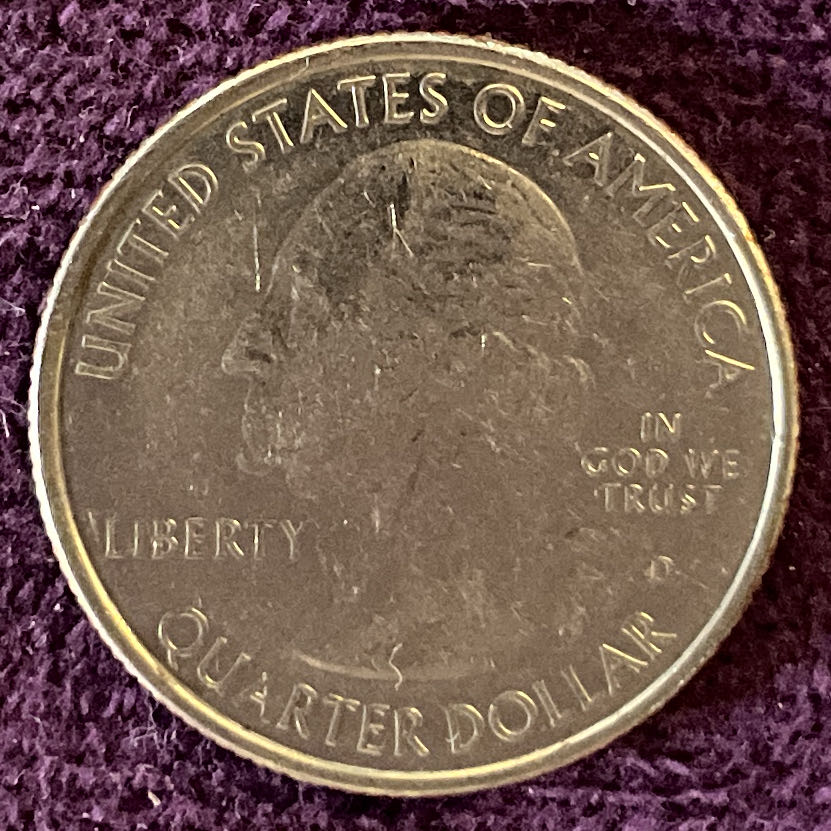 UNITED STATES OF AMERICA
LIBERTY
IN
GOD WE
TRUST
D
QUARTER DOLLAR